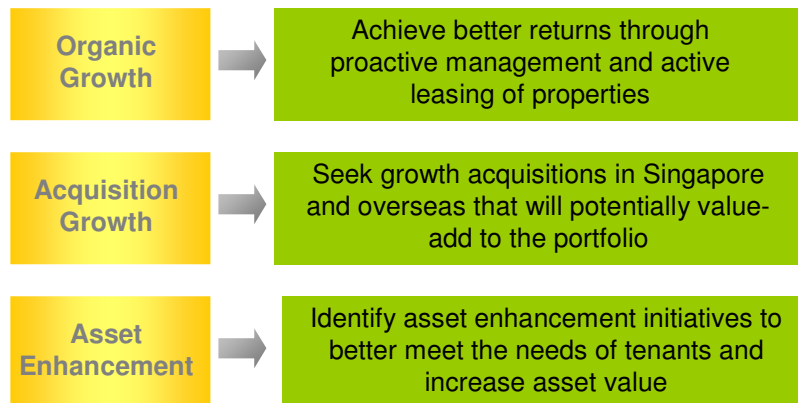 Organic
Growth
Achieve better returns through
proactive management and active
leasing of properties
Acquisition
Growth
Seek growth acquisitions in Singapore
and overseas that will potentially value-
add to the portfolio
Asset
Enhancement
Identify asset enhancement initiatives to
better meet the needs of tenants and
increase asset value